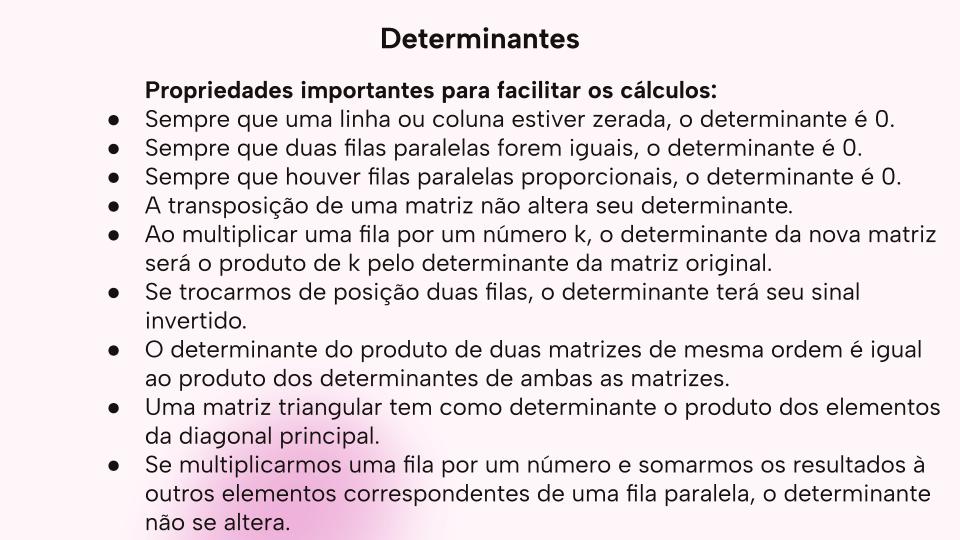 Determinantes
Propriedades importantes para facilitar os cálculos:
● Sempre que uma linha ou coluna estiver zerada, o determinante é 0.
● Sempre que duas filas paralelas forem iguais, o determinante é 0.
● Sempre que houver filas paralelas proporcionais, o determinante é 0.
● A transposição de uma matriz não altera seu determinante.
● Ao multiplicar uma fila por um número k, o determinante da nova matriz
será o produto de k pelo determinante da matriz original.
● Se trocarmos de posição duas filas, o determinante terá seu sinal
invertido.
● O determinante do produto de duas matrizes de mesma ordem é igual
ao produto dos determinantes de ambas as matrizes.
● Uma matriz triangular tem como determinante o produto dos elementos
da diagonal principal.
● Se multiplicarmos uma fila por um número e somarmos os resultados à
outros elementos correspondentes de uma fila paralela, o determinante
não se altera.